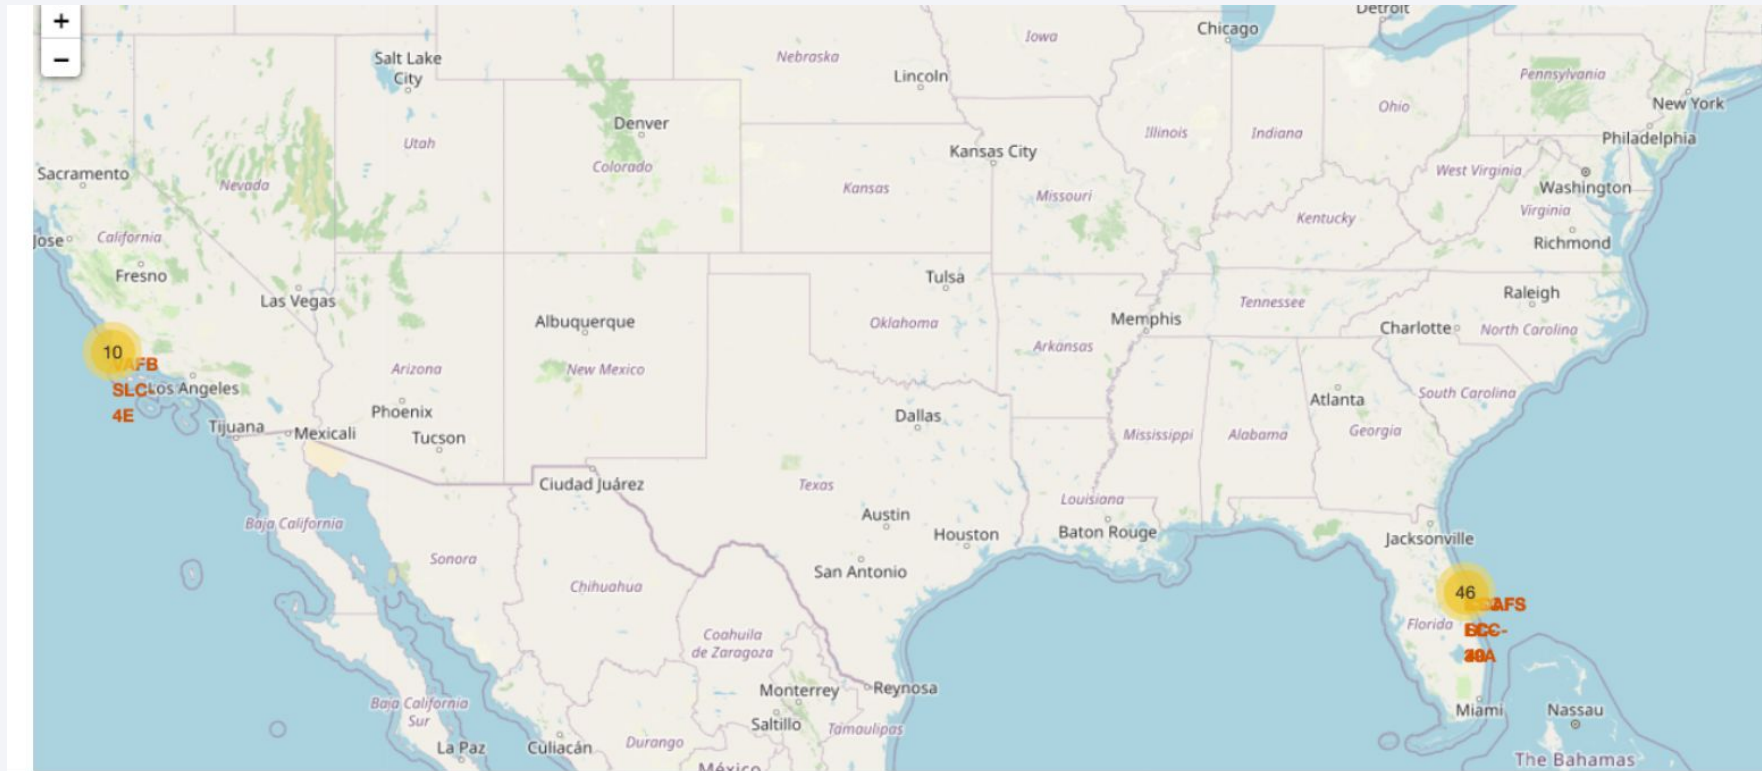 +
−
Detroit
Chicago
Iowa
Salt Lake
City
Nebraska
Lincoln
Pennsylvania
New York
Ohio
Denver
Utah
Colorado
Illinois
Indiana
Philadelphia
Kansas City
Sacramento
Nevada
Kansas
Missouri
West Virginia
Washington
Virginia
Kentucky
Jose
California
Richmond
Fresno
Las Vegas
Tulsa
Raleigh
Tennessee
Albuquerque
Oklahoma
Memphis
Charlotte
North Carolina
10
VAFB
SLC-
4E
Arkansas
Arizona
New Mexico
Los Angeles
South Carolina
Atlanta
Phoenix
Dallas
Tijuana
Mexicali
Tucson
Mississippi
Alabama
Georgia
Ciudad Juárez
Texas
Louisiana
Austin
Baja California
Houston
Baton Rouge
Jacksonville
Sonora
San Antonio
Chihuahua
46
Florida
Coahuila
de Zaragoza
Monterrey
Reynosa
Baja California
Sur
Saltillo
Tamaulipas
Miami
Nassau
La Paz
Culiacán
Durango
México
The Bahamas